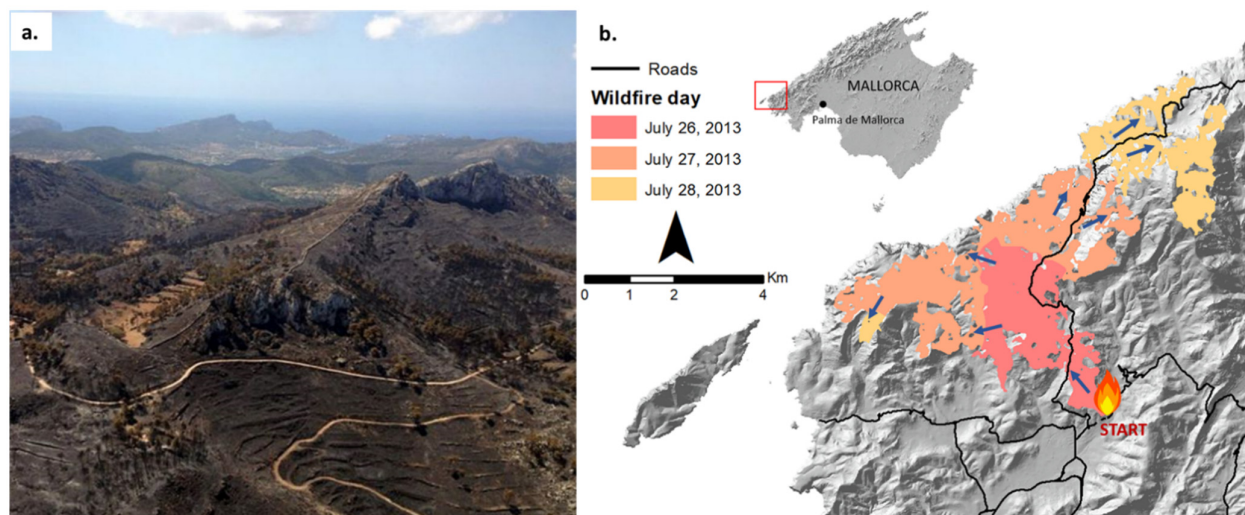 a.
b.
Roads
Wildfire day
July 26, 2013
July 27, 2013
July 28, 2013
Km
0 1 2 4
MALLORCA
Palma de Mallorca
START